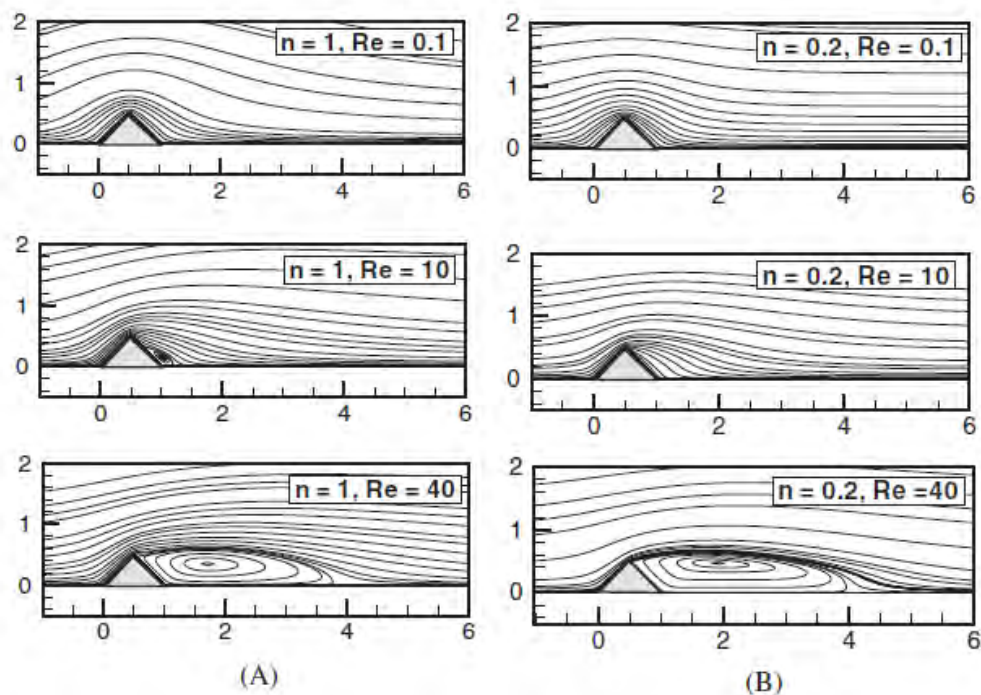 2
n = 1, Re = 0.1
1
0
0 2 4 6
2
n = 0.2, Re = 0.1
1
0
0 2 4 6
2
n = 1, Re = 10
1
0
0 2 4 6
2
n = 0.2, Re = 10
1
0
0 2 4 6
2
n = 1, Re = 40
1
0
0 2 4 6
2
n = 0.2, Re =40
1
0
0 2 4 6
(A)
(B)